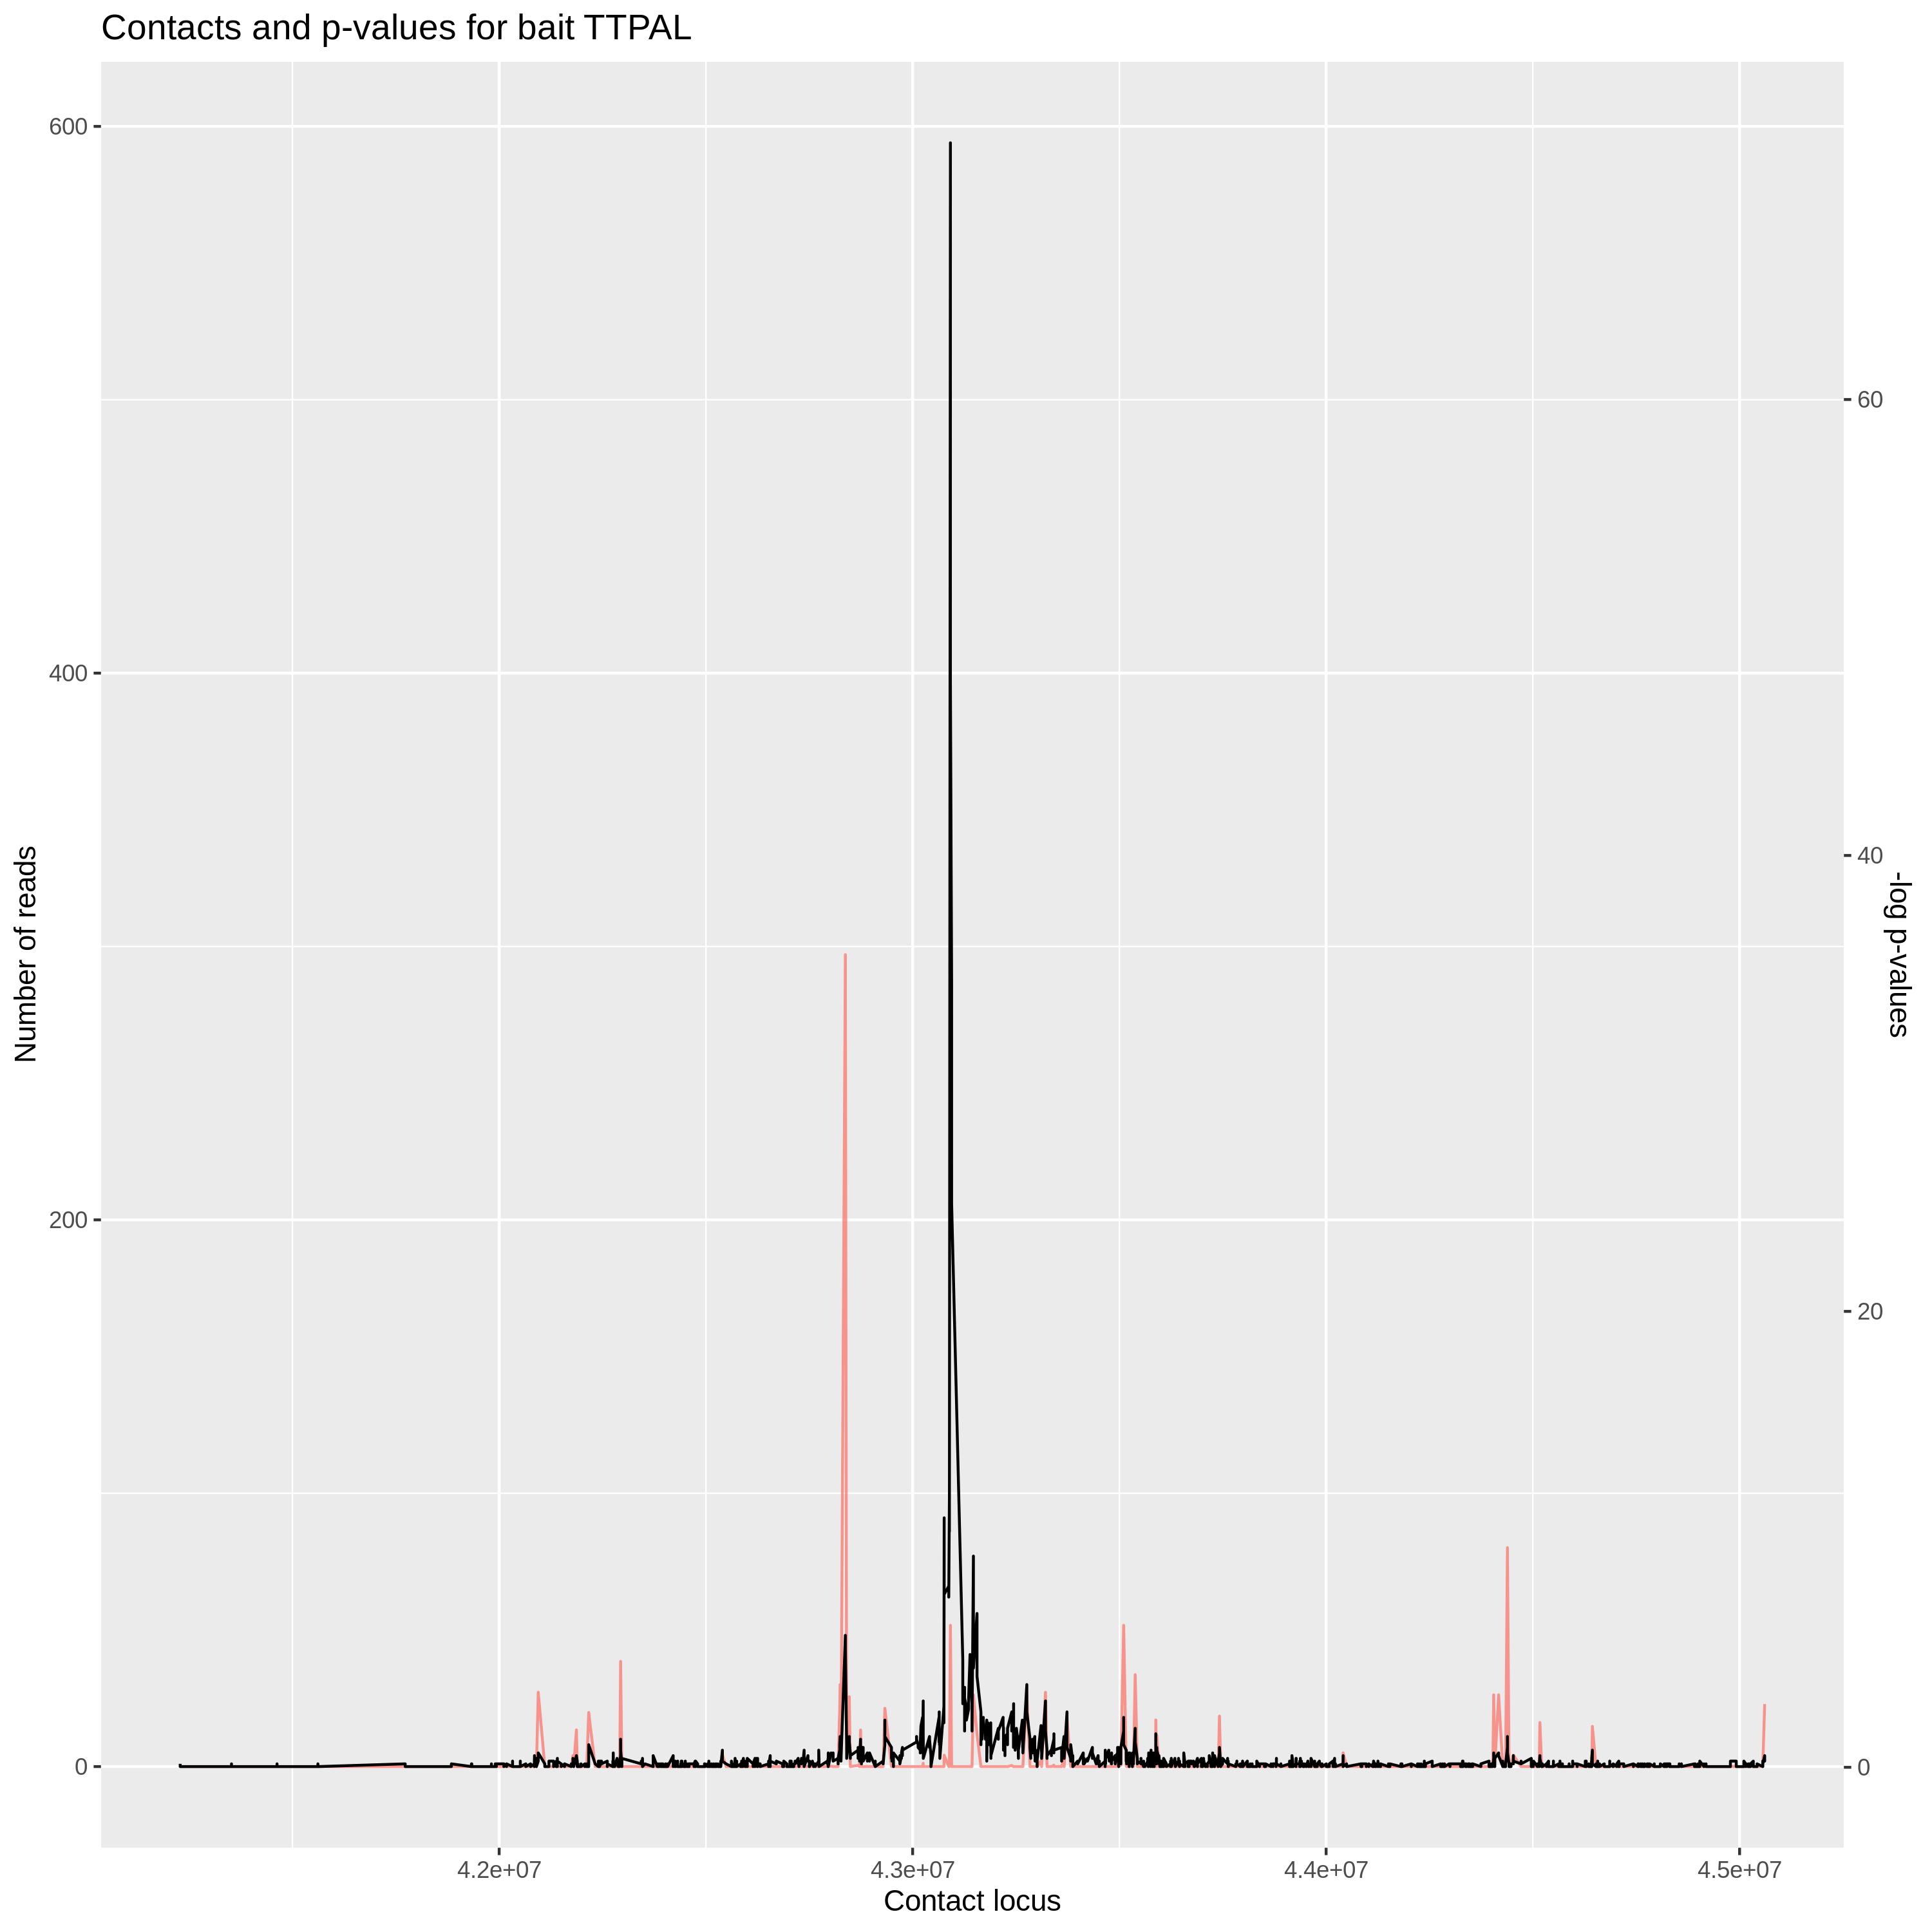 Contacts and p-values for bait TTPAL
600
400
200
0
Number of reads
60
40
20
0
-log p-values
4.2e+07
4.3e+07
4.4e+07
4.5e+07
Contact locus